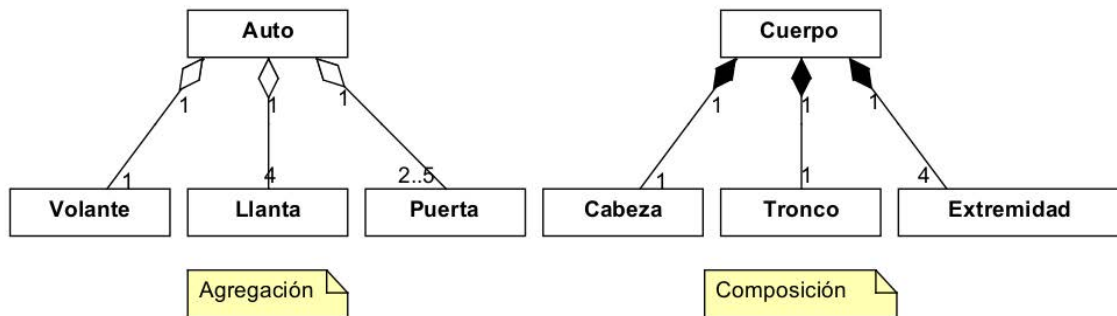 Auto
Cuerpo
1
1
1
1
1
1
1
4
2..5
1
1
4
Volante
Llanta
Puerta
Cabeza
Tronco
Extremidad
Agregación
Composición